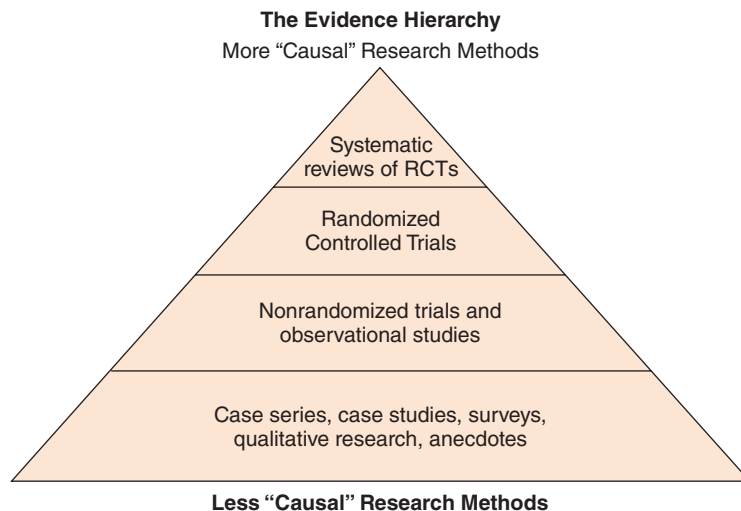 The Evidence Hierarchy
More “Causal” Research Methods
Systematic
reviews of RCTs
Randomized
Controlled Trials
Nonrandomized trials and
observational studies
Case series, case studies, surveys,
qualitative research, anecdotes
Less “Causal” Research Methods